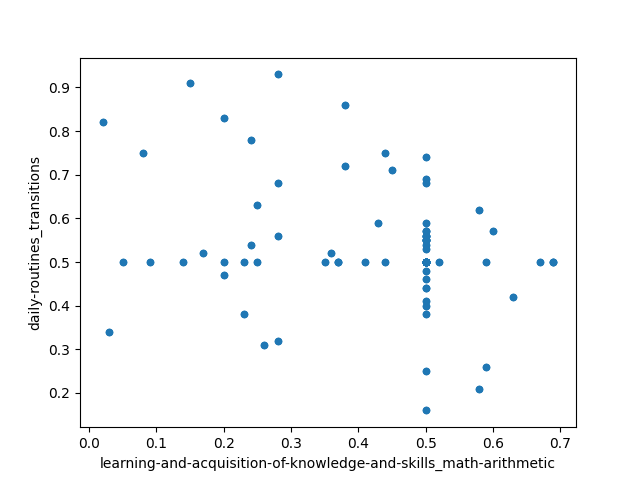 0.9
0.8
0.7
0.6
0.5
0.4
0.3
0.2
daily-routines_transitions
0.0 0.1 0.2 0.3 0.4 0.5 0.6 0.7
learning-and-acquisition-of-knowledge-and-skills_math-arithmetic